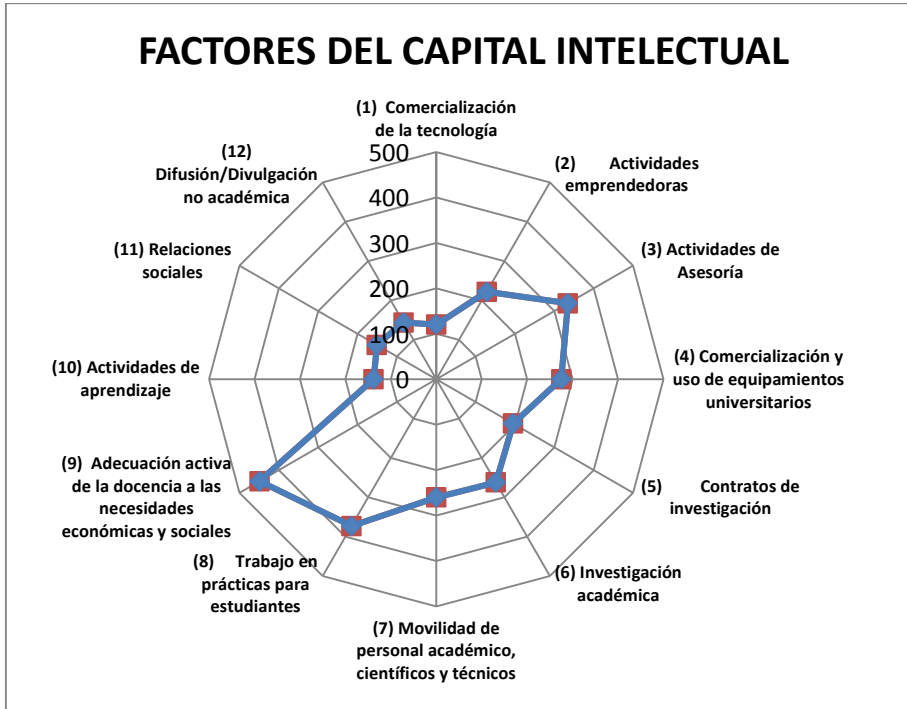 FACTORES DEL CAPITAL INTELECTUAL
(1) Comercialización
de la tecnología
(2) Actividades
emprendedoras
(3) Actividades de
Asesoría
(4) Comercialización y
uso de equipamientos
universitarios
(5) Contratos de
investigación
(6) Investigación
académica
(7) Movilidad de
personal académico,
científicos y técnicos
(8) Trabajo en
prácticas para
estudiantes
(9) Adecuación activa
de la docencia a las
necesidades
económicas y sociales
(10) Actividades de
aprendizaje
(11) Relaciones
sociales
(12)
Difusión/Divulgación
no académica
500
400
300
200
100
0